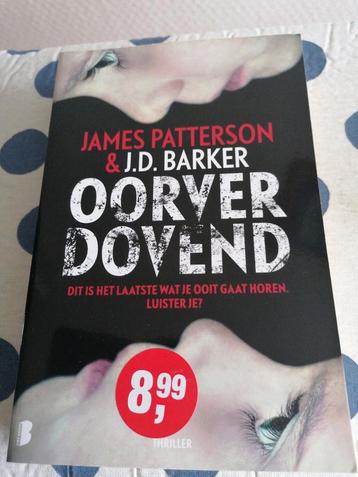 JAMES PATTERSON
& J.D. BARKER
OORVER
DOVEND
DIT IS HET LAATSTE WAT JE OOIT GAAT HOREN.
LUISTER JE?
8,99
THRILLER
B